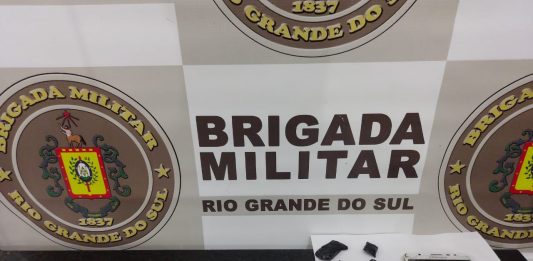 1837
RIO GRANDE DO SUL
BRIGADA MILITAR
RIO GRANDE DO SUL
1837
BRIGADA
MILITAR
RIO GRANDE DO SUL
BRIGADA
RIO GRANDE
1837